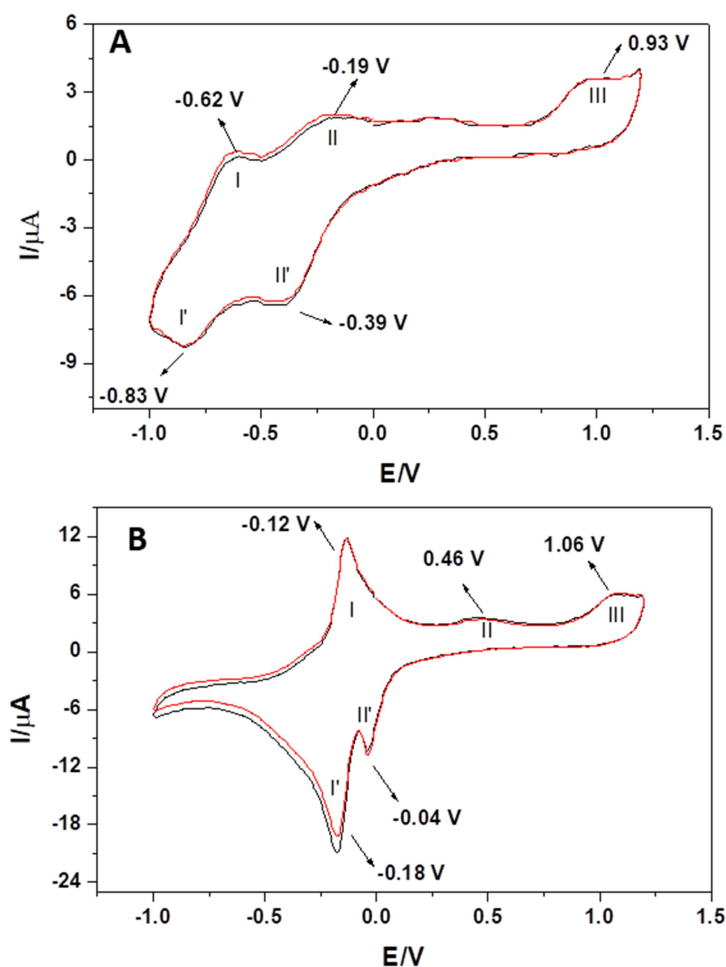 A
6
3
0
-3
-6
-9
I/μA
-0.62 V
-0.19 V
0.93 V
I
II
III
I'
II'
-0.83 V
-0.39 V
-1.0 -0.5 0.0 0.5 1.0 1.5
E/V
B
12
6
0
-6
-12
-18
-24
I/μA
-0.12 V
0.46 V
1.06 V
I
II
III
II'
I'
-0.04 V
-0.18 V
-1.0 -0.5 0.0 0.5 1.0 1.5
E/V